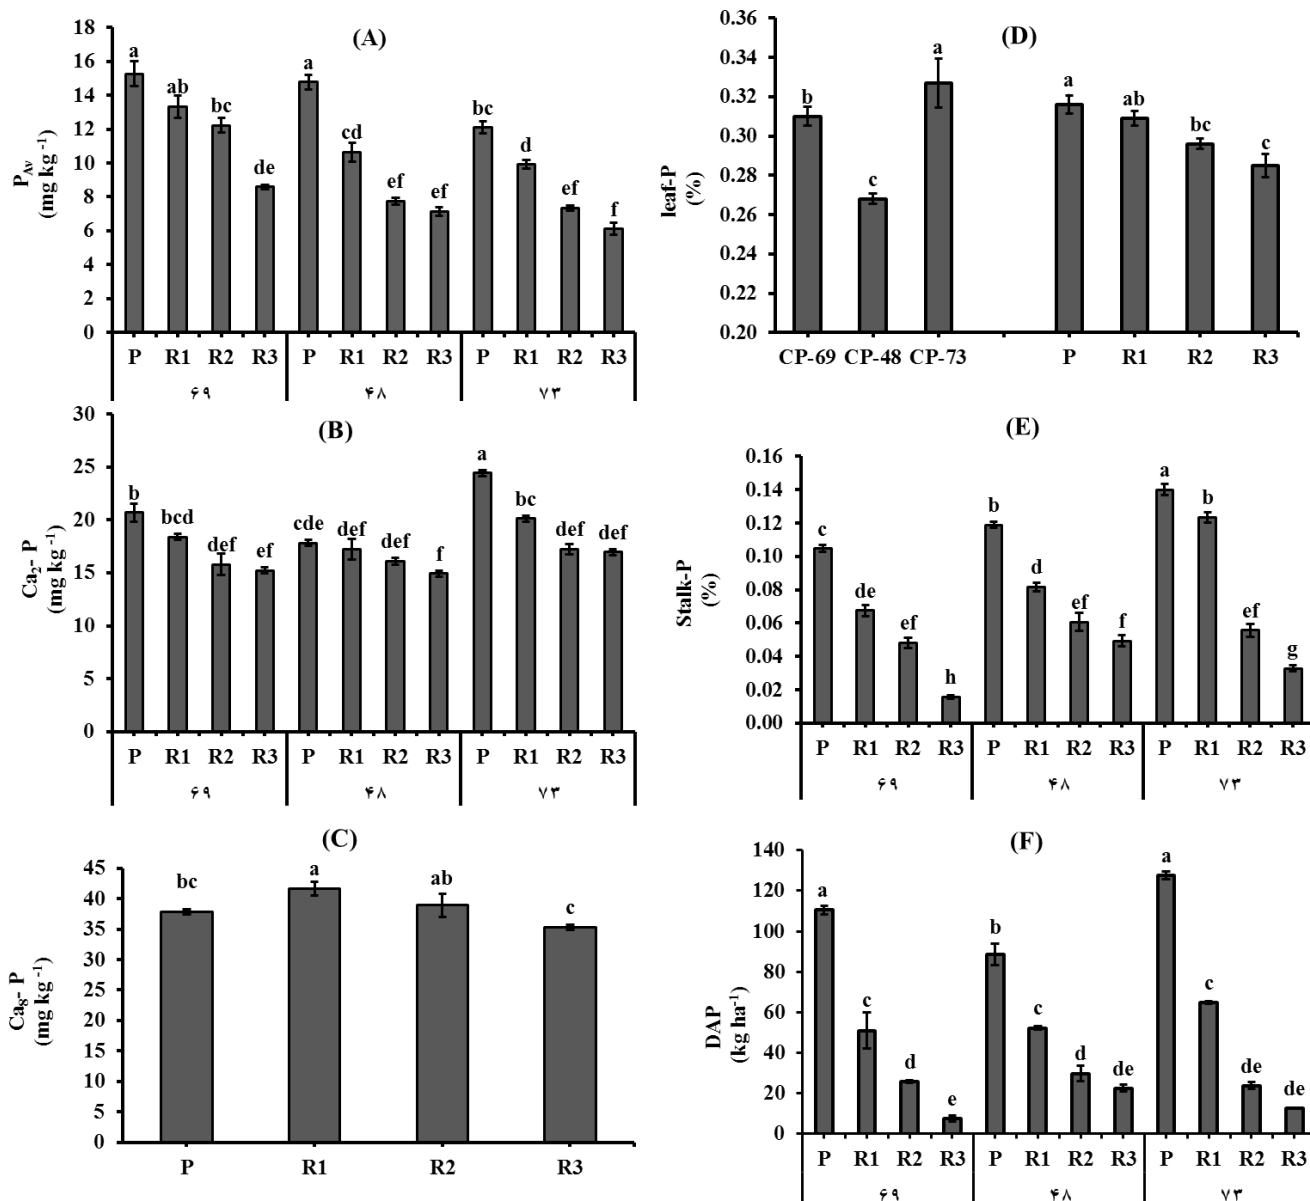 (A)
18
16
14
12
10
8
6
4
2
0
P_Av
(mg kg⁻¹)
a
ab
bc
de
a
cd
ef
ef
bc
d
ef
f
P R1 R2 R3 P R1 R2 R3 P R1 R2 R3
۶۹ ۴۸ ۷۳
(B)
30
25
20
15
10
5
0
Ca₂- P
(mg kg⁻¹)
b
bcd
def
ef
cde
def
def
f
a
bc
def
def
P R1 R2 R3 P R1 R2 R3 P R1 R2 R3
۶۹ ۴۸ ۷۳
(C)
45
40
35
30
25
20
15
10
5
0
Ca₈- P
(mg kg⁻¹)
bc
a
ab
c
P R1 R2 R3
(D)
0.36
0.34
0.32
0.30
0.28
0.26
0.24
0.22
0.20
leaf-P
(%)
b
c
a
a
ab
bc
c
CP-69 CP-48 CP-73 P R1 R2 R3
(E)
0.16
0.14
0.12
0.10
0.08
0.06
0.04
0.02
0.00
Stalk-P
(%)
c
de
ef
h
b
d
ef
f
a
b
ef
g
P R1 R2 R3 P R1 R2 R3 P R1 R2 R3
۶۹ ۴۸ ۷۳
(F)
140
120
100
80
60
40
20
0
DAP
(kg ha⁻¹)
a
c
d
e
b
c
d
de
a
c
de
de
P R1 R2 R3 P R1 R2 R3 P R1 R2 R3
۶۹ ۴۸ ۷۳